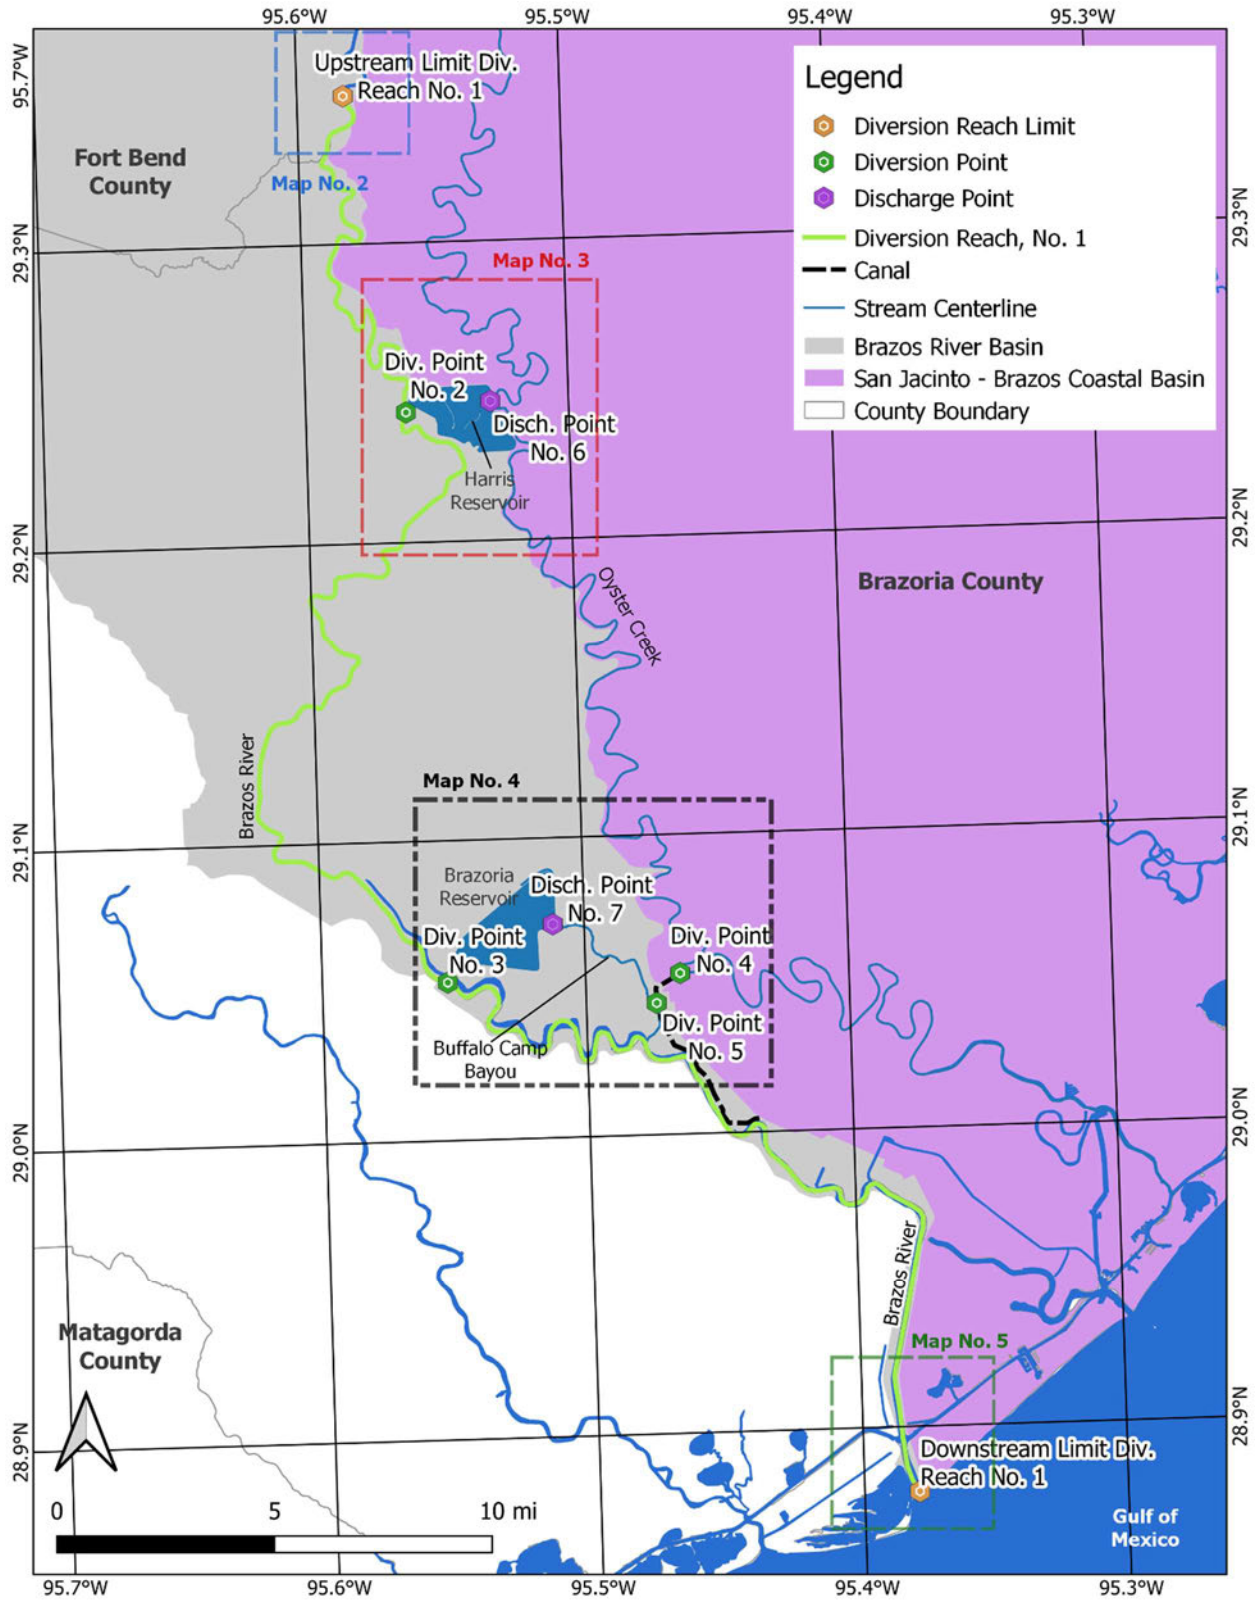 95.6°W
95.5°W
95.4°W
95.3°W
95.7°W
Upstream Limit Div.
Reach No. 1
Fort Bend
County
Map No. 2
Legend
Diversion Reach Limit
Diversion Point
Discharge Point
Diversion Reach, No. 1
Canal
Stream Centerline
Brazos River Basin
San Jacinto - Brazos Coastal Basin
County Boundary
29.3°N
29.3°N
Map No. 3
Div. Point
No. 2
Disch. Point
No. 6
Harris
Reservoir
29.2°N
29.2°N
Oyster Creek
Brazoria County
Brazos River
Map No. 4
29.1°N
29.1°N
Brazoria
Reservoir
Disch. Point
No. 7
Div. Point
No. 3
Div. Point
No. 4
Div. Point
No. 5
Buffalo Camp
Bayou
29.0°N
29.0°N
Brazos River
Matagorda
County
Map No. 5
28.9°N
28.9°N
Downstream Limit Div.
Reach No. 1
Gulf of
Mexico
0 5 10 mi
95.7°W
95.6°W
95.5°W
95.4°W
95.3°W